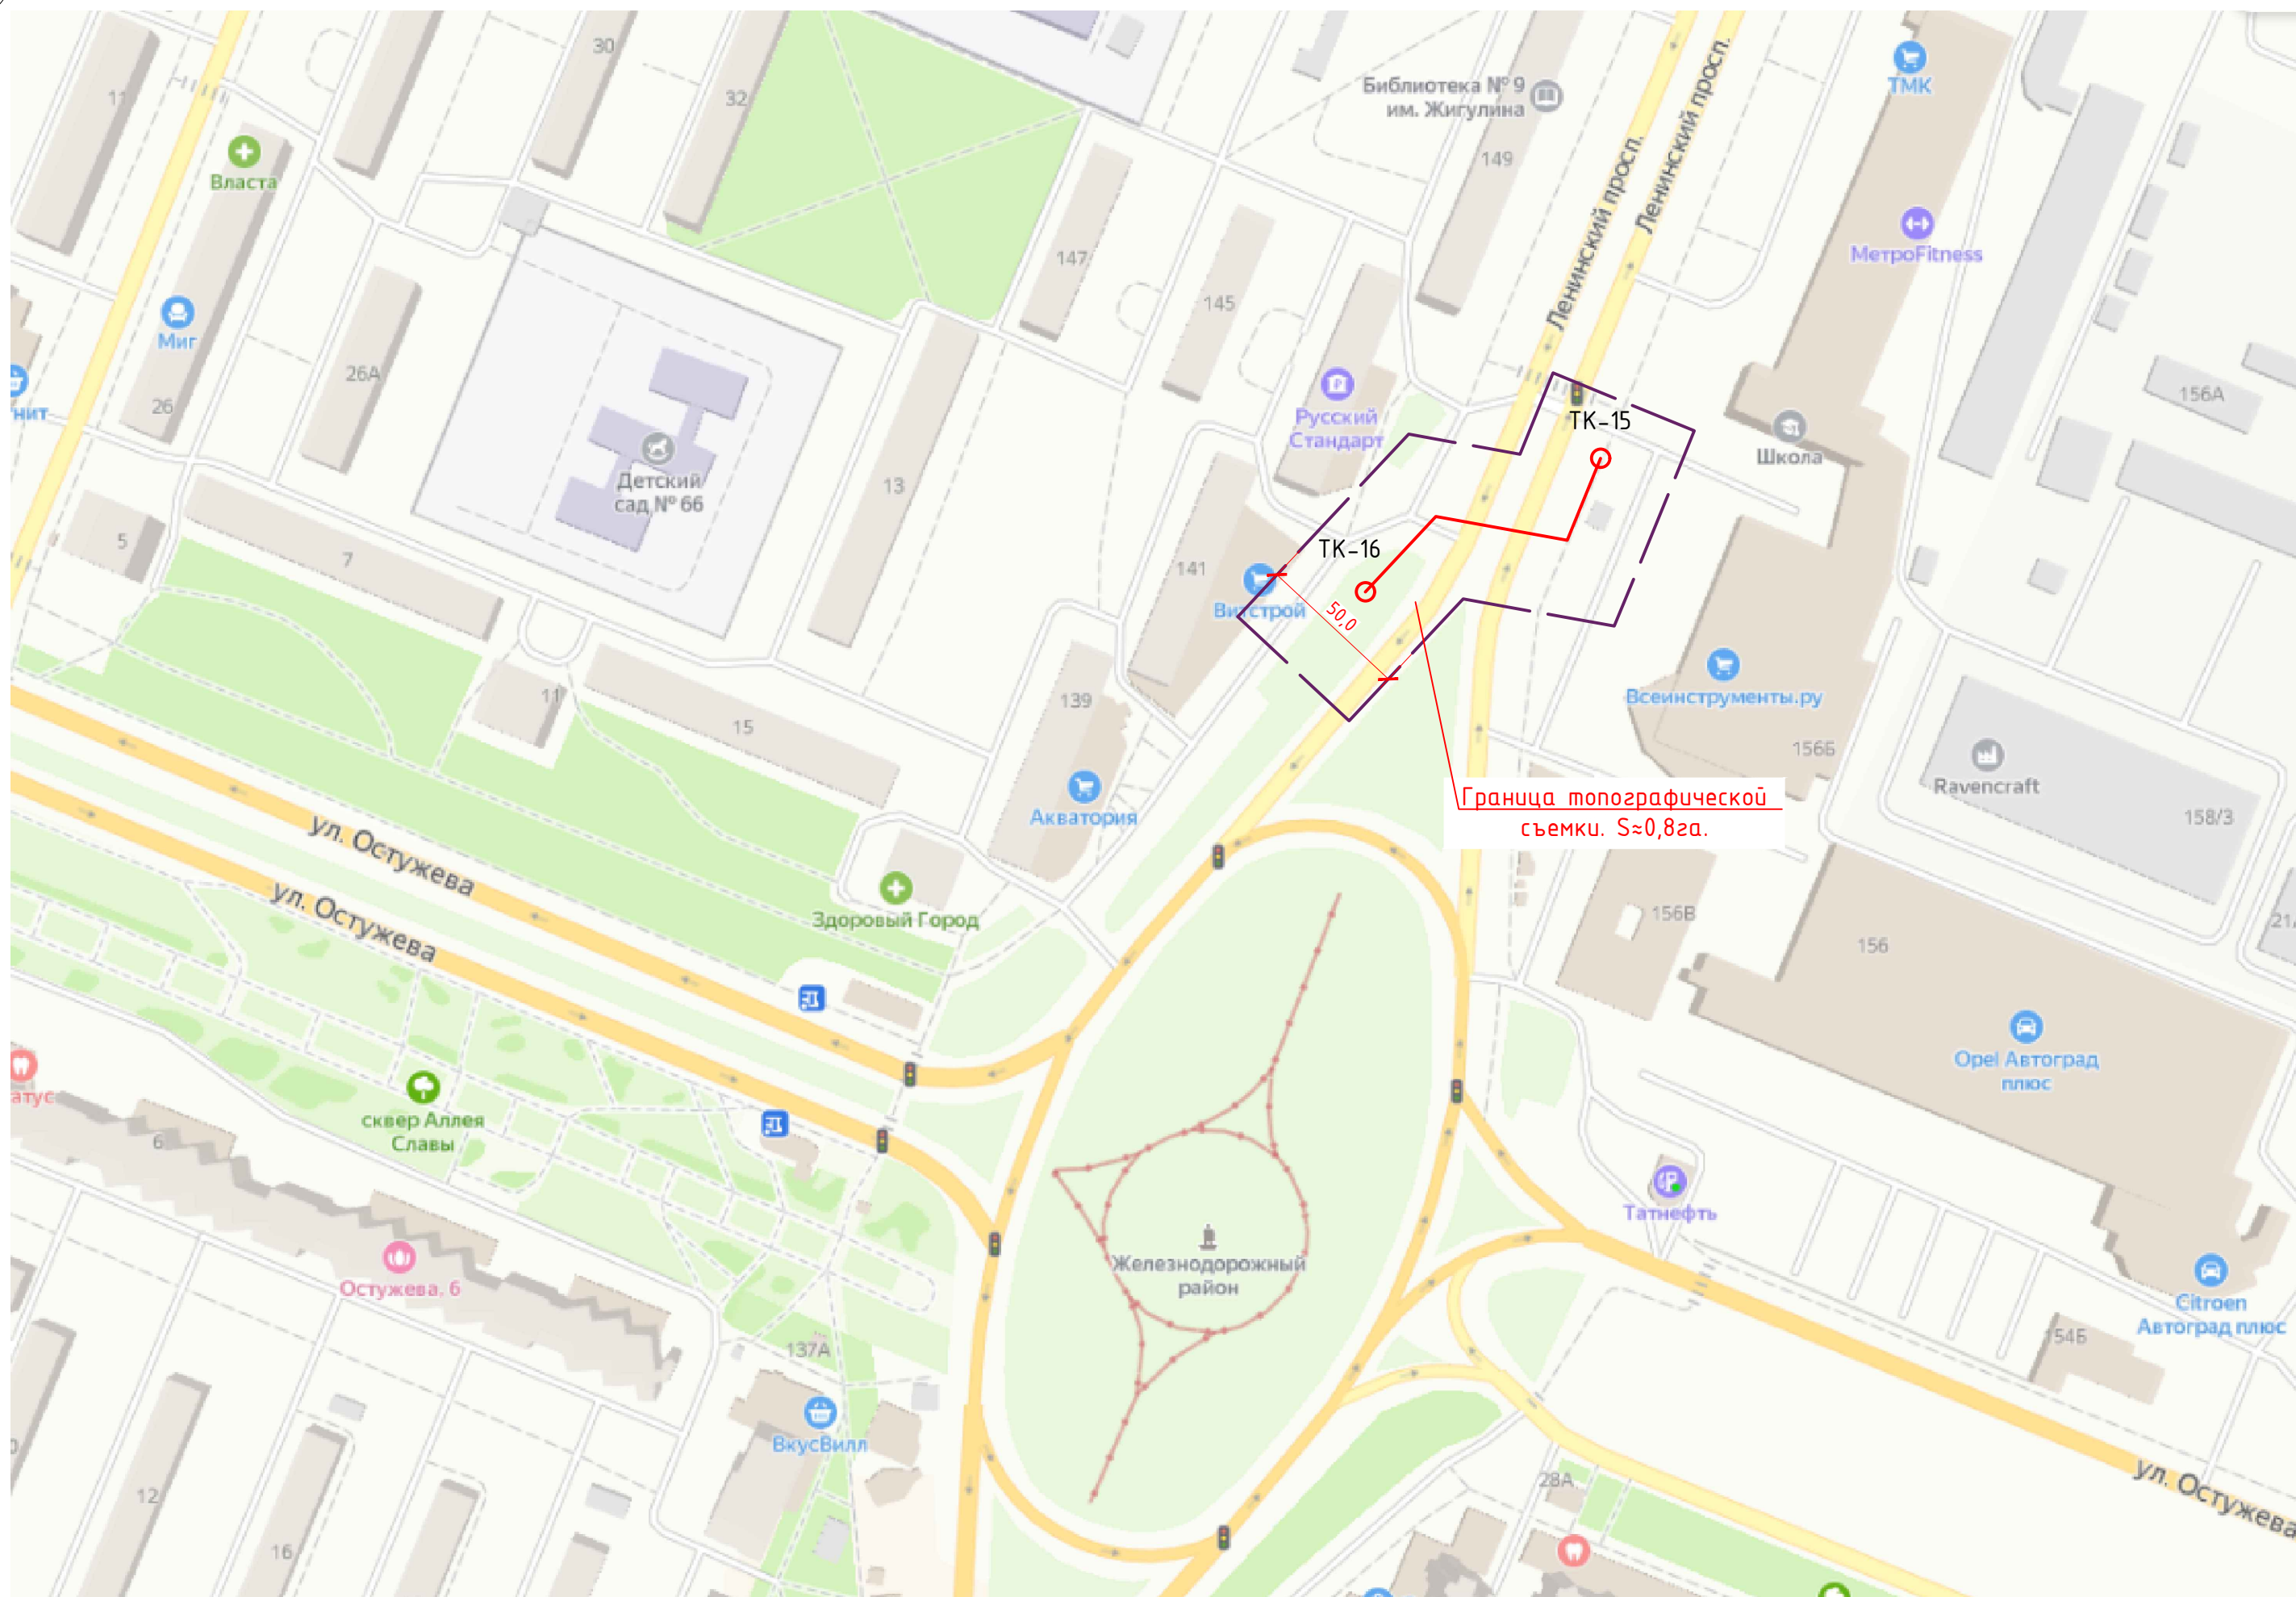 30
11
32
Библиотека № 9
им. Жигулина
149
ТМК
Ленинский просп.
Ленинский просп.
Власта
147
145
МетроFitness
Миг
26А
26
нит
Русский
Стандарт
156А
ТК-15
Школа
Детский
сад № 66
13
5
7
141
ТК-16
Витстрой
50,0
11
15
139
Всеинструменты.ру
156Б
Ravencraft
158/3
Акватория
Граница топографической
съемки. S≈0,8га.
ул. Остужева
ул. Остужева
Здоровый Город
156В
156
21
Opel Автоград
плюс
атус
сквер Аллея
Славы
6
Татнефть
Железнодорожный
район
Остужева, 6
Citroen
Автоград плюс
154Б
137А
ВкусВилл
28А
12
16
ул. Остужева